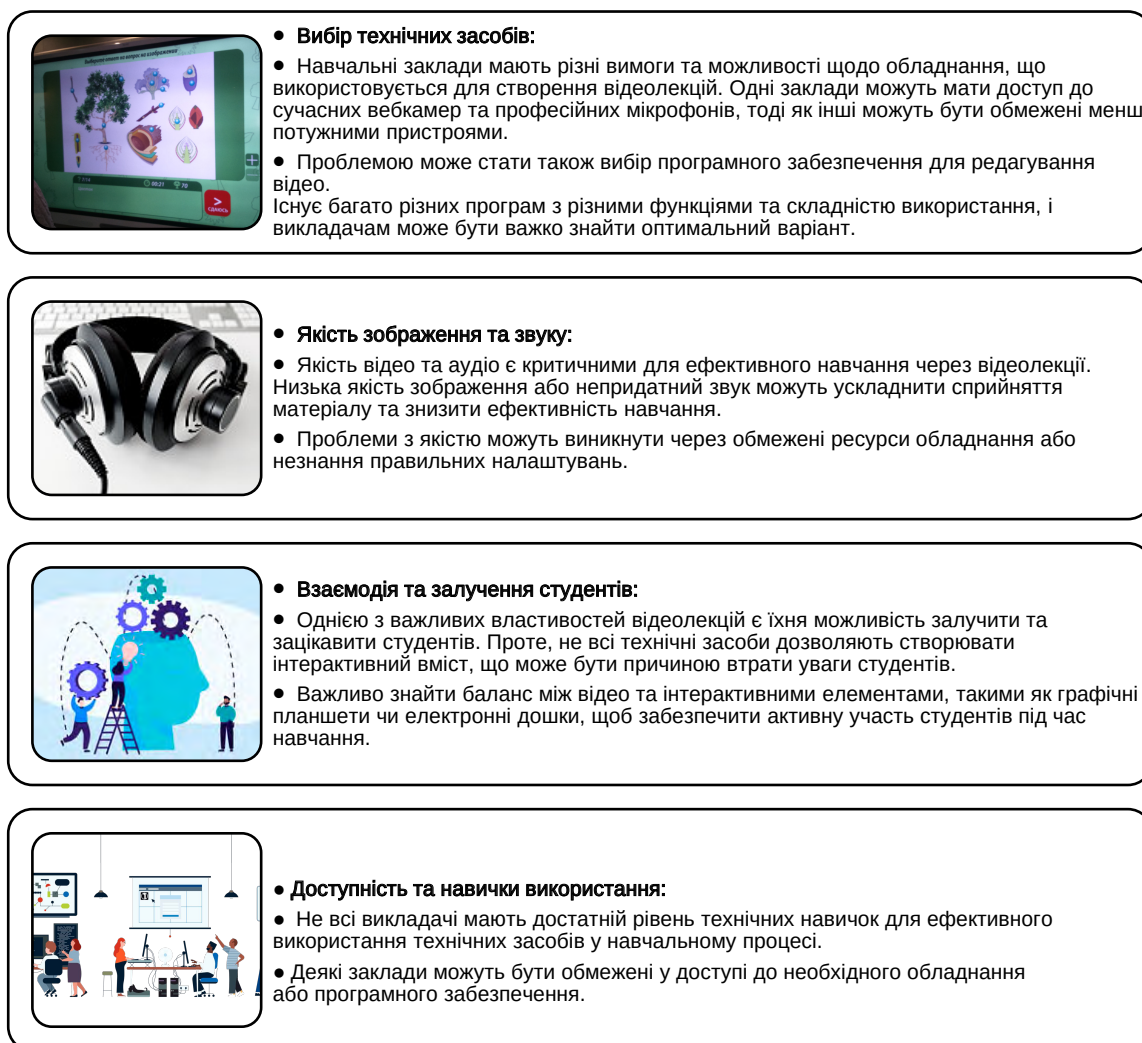 • Вибір технічних засобів:
• Навчальні заклади мають різні вимоги та можливості щодо обладнання, що
використовується для створення відеолекцій. Одні заклади можуть мати доступ до
сучасних вебкамер та професійних мікрофонів, тоді як інші можуть бути обмежені менш
потужними пристроями.
• Проблемою може стати також вибір програмного забезпечення для редагування
відео.
Існує багато різних програм з різними функціями та складністю використання, і
викладачам може бути важко знайти оптимальний варіант.
00:21
70
сдаюсь
• Якість зображення та звуку:
• Якість відео та аудіо є критичними для ефективного навчання через відеолекції.
Низька якість зображення або непридатний звук можуть ускладнити сприйняття
матеріалу та знизити ефективність навчання.
• Проблеми з якістю можуть виникнути через обмежені ресурси обладнання або
незнання правильних налаштувань.
• Взаємодія та залучення студентів:
• Однією з важливих властивостей відеолекцій є їхня можливість залучити та
зацікавити студентів. Проте, не всі технічні засоби дозволяють створювати
інтерактивний вміст, що може бути причиною втрати уваги студентів.
• Важливо знайти баланс між відео та інтерактивними елементами, такими як графічні
планшети чи електронні дошки, щоб забезпечити активну участь студентів під час
навчання.
• Доступність та навички використання:
• Не всі викладачі мають достатній рівень технічних навичок для ефективного
використання технічних засобів у навчальному процесі.
• Деякі заклади можуть бути обмежені у доступі до необхідного обладнання
або програмного забезпечення.